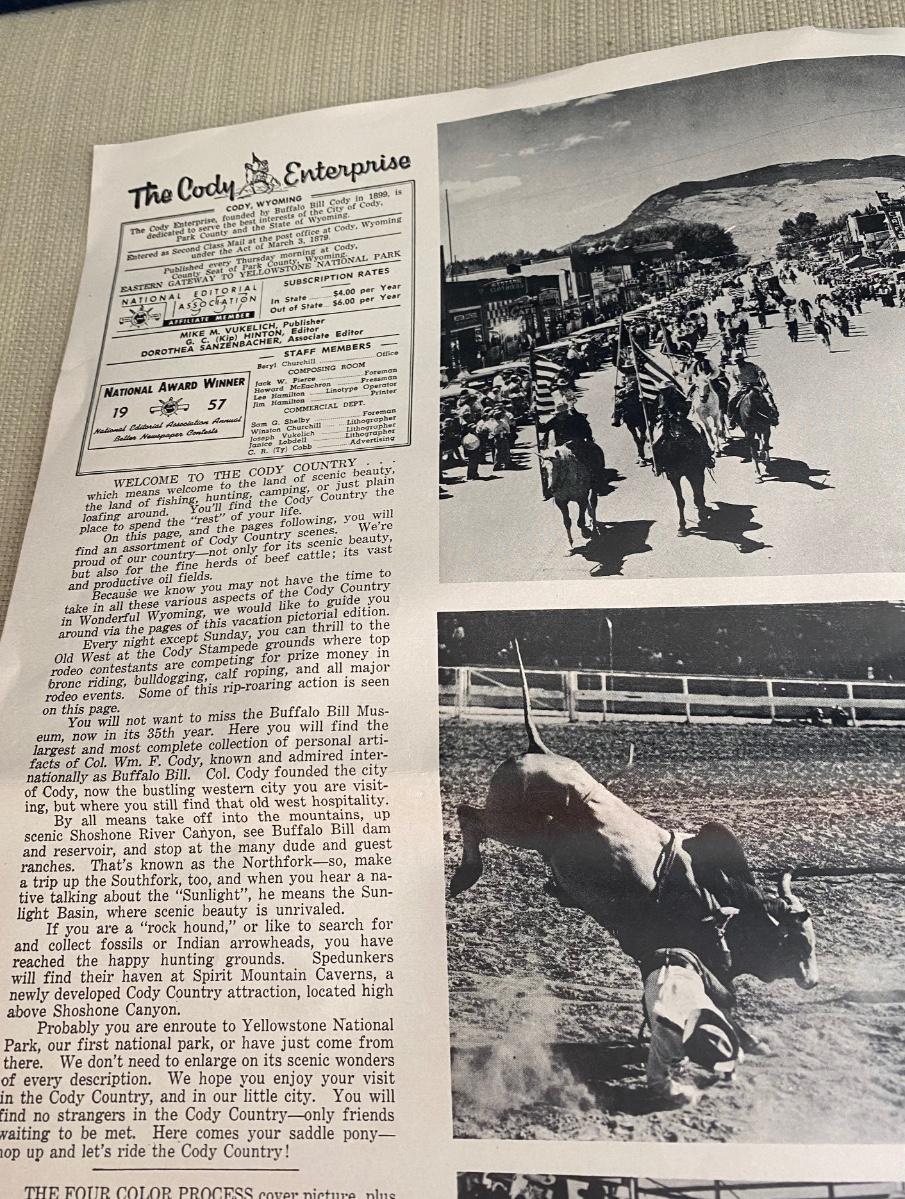 The Cody Enterprise
CODY, WYOMING
The Cody Enterprise, founded by Buffalo Bill Cody in 1899, is
dedicated to serve the best interests of the City of Cody,
Park County and the State of Wyoming.
Entered as Second Class Mail at the post office at Cody, Wyoming
under the Act of March 3, 1879.
Published every Thursday morning at Cody,
County Seat of Park County, Wyoming.
EASTERN GATEWAY TO YELLOWSTONE NATIONAL PARK
NATIONAL EDITORIAL
ASSOCIATION
AFFILIATE MEMBER
SUBSCRIPTION RATES
In State $4.00 per Year
Out of State $6.00 per Year
MIKE M. VUKELICH, Publisher
G. C. (Kip) HINTON, Editor
DOROTHEA SANZENBACHER, Associate Editor
NATIONAL AWARD WINNER
19 57
National Editorial Association Annual
Better Newspaper Contests
STAFF MEMBERS
Beryl Churchill Office
COMPOSING ROOM
Jack W. Pierce Foreman
Howard McEachron Pressman
Lee Hamilton Linotype Operator
Jim Hamilton Printer
COMMERCIAL DEPT.
Sam G. Shelby Foreman
Winston Churchill Lithographer
Joseph Vukelich Lithographer
Janice Lobdell Lithographer
C. R. (Ty) Cobb Advertising
WELCOME TO THE CODY COUNTRY . . .
which means welcome to the land of scenic beauty,
the land of fishing, hunting, camping, or just plain
loafing around. You'll find the Cody Country the
place to spend the "rest" of your life.
On this page, and the pages following, you will
find an assortment of Cody Country scenes. We're
proud of our country—not only for its scenic beauty,
but also for the fine herds of beef cattle; its vast
and productive oil fields.
Because we know you may not have the time to
take in all these various aspects of the Cody Country
in Wonderful Wyoming, we would like to guide you
around via the pages of this vacation pictorial edition.
Every night except Sunday, you can thrill to the
Old West at the Cody Stampede grounds where top
rodeo contestants are competing for prize money in
bronc riding, bulldogging, calf roping, and all major
rodeo events. Some of this rip-roaring action is seen
on this page.
You will not want to miss the Buffalo Bill Mus-
eum, now in its 35th year. Here you will find the
largest and most complete collection of personal arti-
facts of Col. Wm. F. Cody, known and admired inter-
nationally as Buffalo Bill. Col. Cody founded the city
of Cody, now the bustling western city you are visit-
ing, but where you still find that old west hospitality.
By all means take off into the mountains, up
scenic Shoshone River Canyon, see Buffalo Bill dam
and reservoir, and stop at the many dude and guest
ranches. That's known as the Northfork—so, make
a trip up the Southfork, too, and when you hear a na-
tive talking about the "Sunlight", he means the Sun-
light Basin, where scenic beauty is unrivaled.
If you are a "rock hound," or like to search for
and collect fossils or Indian arrowheads, you have
reached the happy hunting grounds. Spedunkers
will find their haven at Spirit Mountain Caverns, a
newly developed Cody Country attraction, located high
above Shoshone Canyon.
Probably you are enroute to Yellowstone National
Park, our first national park, or have just come from
there. We don't need to enlarge on its scenic wonders
of every description. We hope you enjoy your visit
in the Cody Country, and in our little city. You will
find no strangers in the Cody Country—only friends
waiting to be met. Here comes your saddle pony—
hop up and let's ride the Cody Country!
THE FOUR COLOR PROCESS cover picture, plus